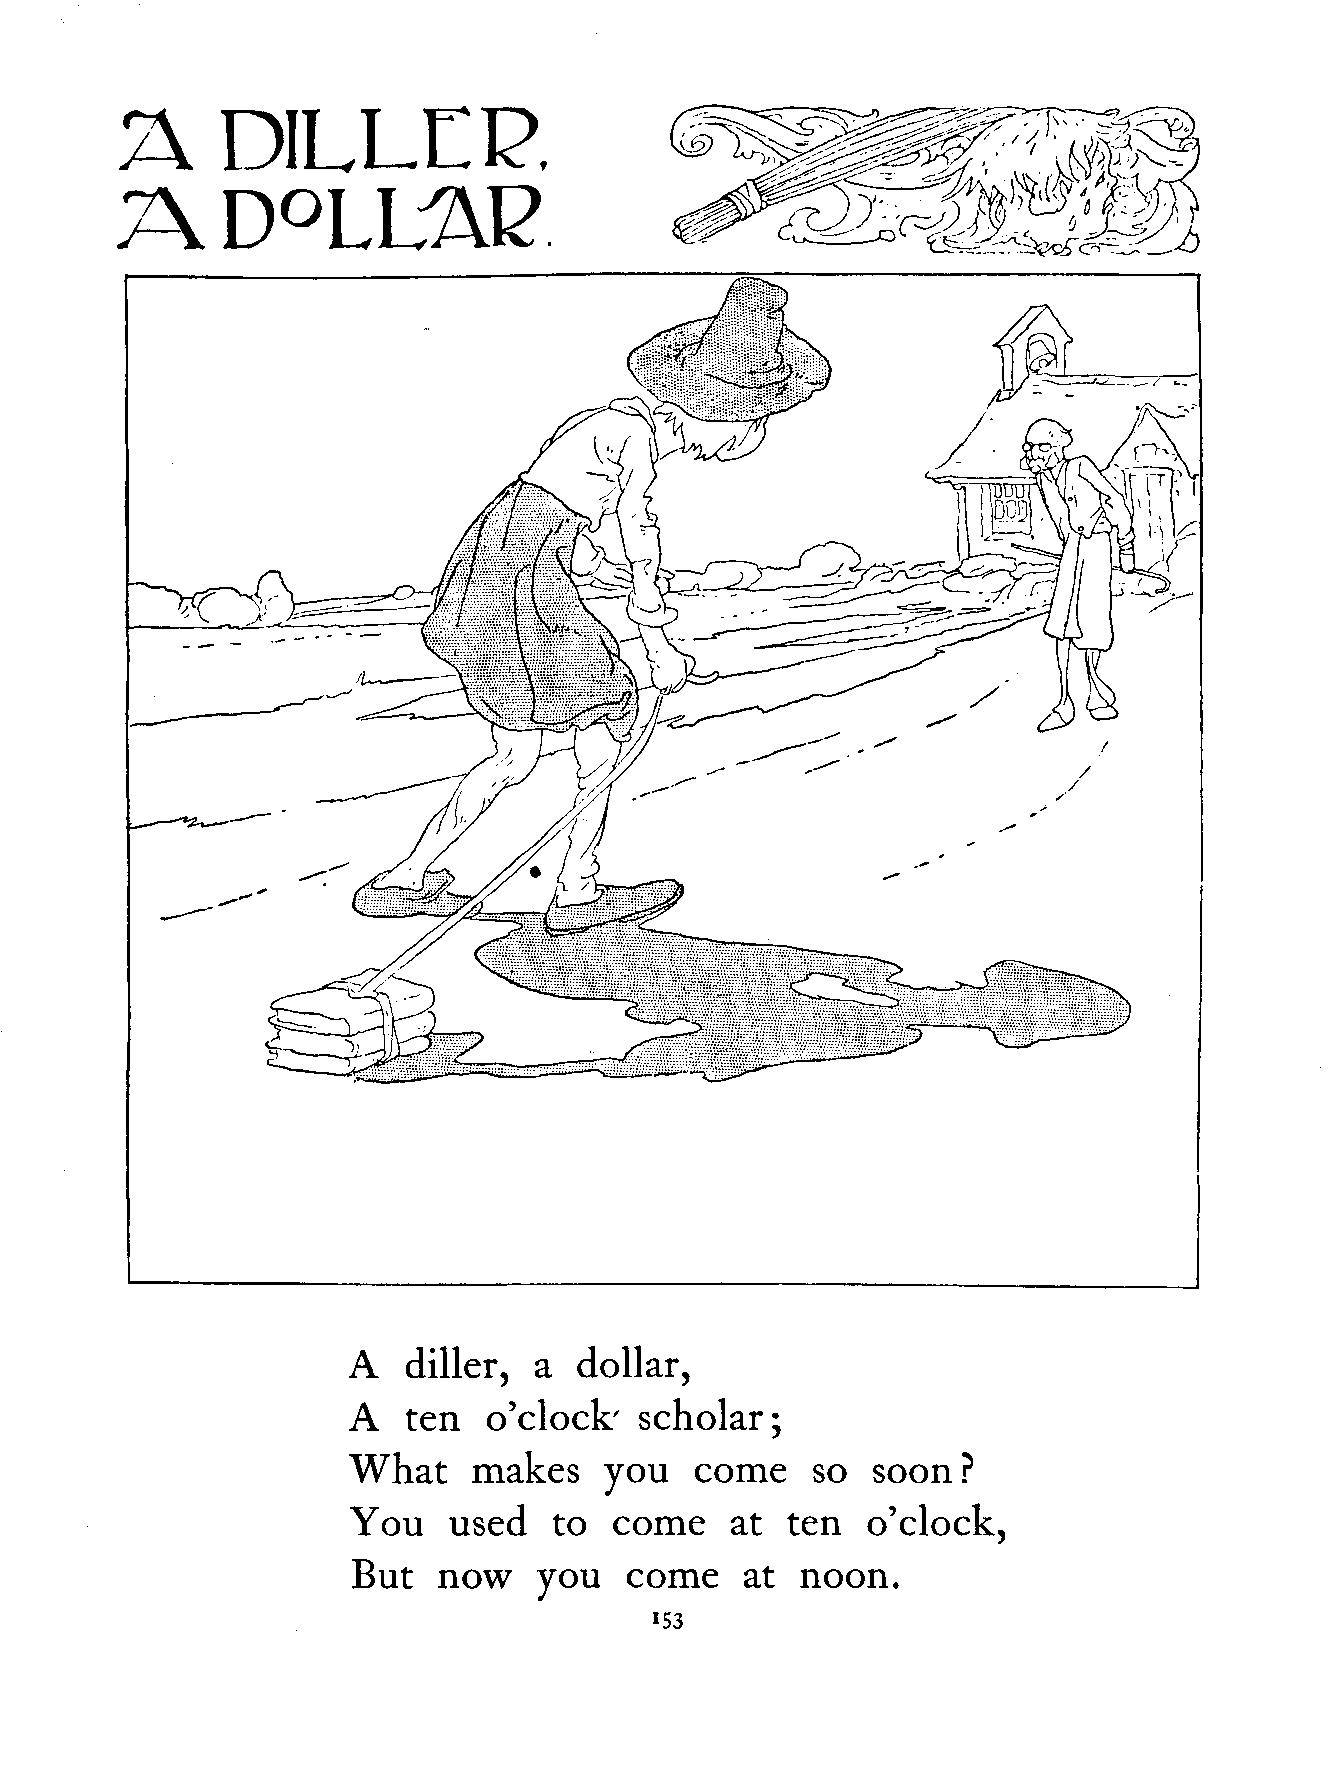 A DILLER,
A DOLLAR.
A diller, a dollar,
A ten o'clock scholar;
What makes you come so soon?
You used to come at ten o'clock,
But now you come at noon.
153